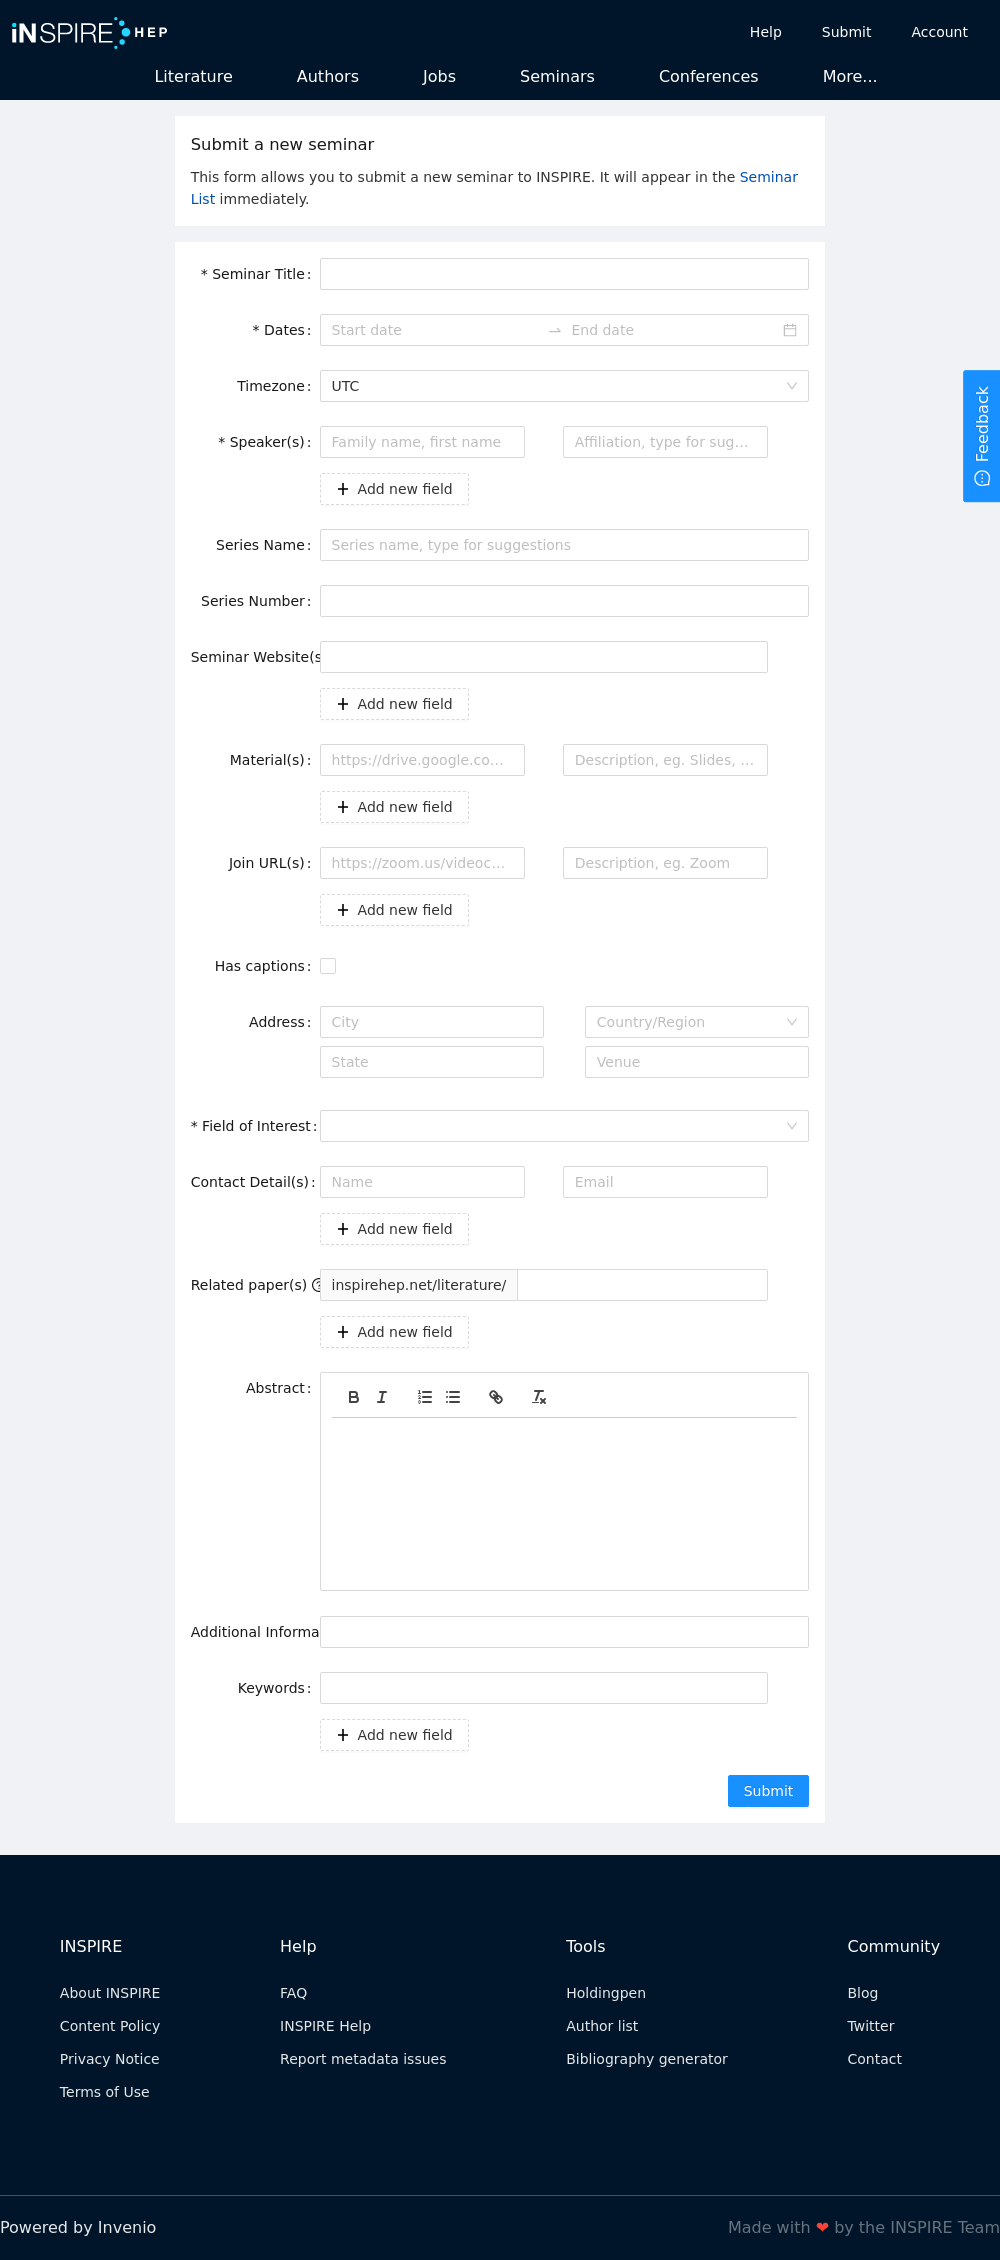 iNSPIRE HEP
Help Submit Account
Literature Authors Jobs Seminars Conferences More...
Submit a new seminar
This form allows you to submit a new seminar to INSPIRE. It will appear in the Seminar
List immediately.
* Seminar Title :
* Dates : Start date End date
Timezone : UTC
Feedback
* Speaker(s) : Family name, first name Affiliation, type for sug...
Add new field
Series Name : Series name, type for suggestions
Series Number :
Seminar Website(s
Add new field
Material(s) : https://drive.google.co... Description, eg. Slides, ...
Add new field
Join URL(s) : https://zoom.us/videoc... Description, eg. Zoom
Add new field
Has captions :
Address : City Country/Region
State Venue
* Field of Interest :
Contact Detail(s) : Name Email
Add new field
Related paper(s) inspirehep.net/literature/
Add new field
Abstract :
Additional Informa
Keywords :
Add new field
Submit
INSPIRE Help Tools Community
About INSPIRE FAQ Holdingpen Blog
Content Policy INSPIRE Help Author list Twitter
Privacy Notice Report metadata issues Bibliography generator Contact
Terms of Use
Powered by Invenio Made with ❤ by the INSPIRE Team